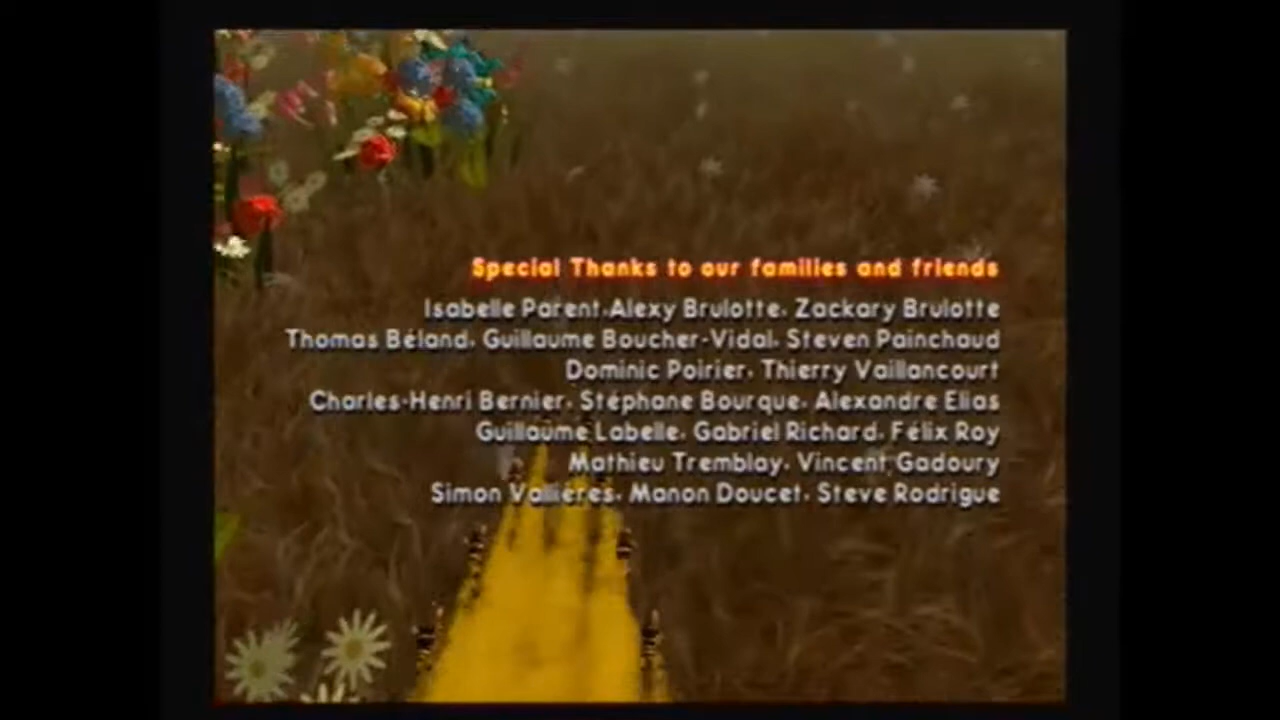 Special Thanks to our families and friends
Isabelle Parent, Alexy Brulotte, Zackary Brulotte
Thomas Béland, Guillaume Boucher-Vidal, Steven Painchaud
Dominic Poirier, Thierry Vaillancourt
Charles-Henri Bernier, Stéphane Bourque, Alexandre Elias
Guillaume Labelle, Gabriel Richard, Félix Roy
Mathieu Tremblay, Vincent Gadoury
Simon Vallières, Manon Doucet, Steve Rodrigue